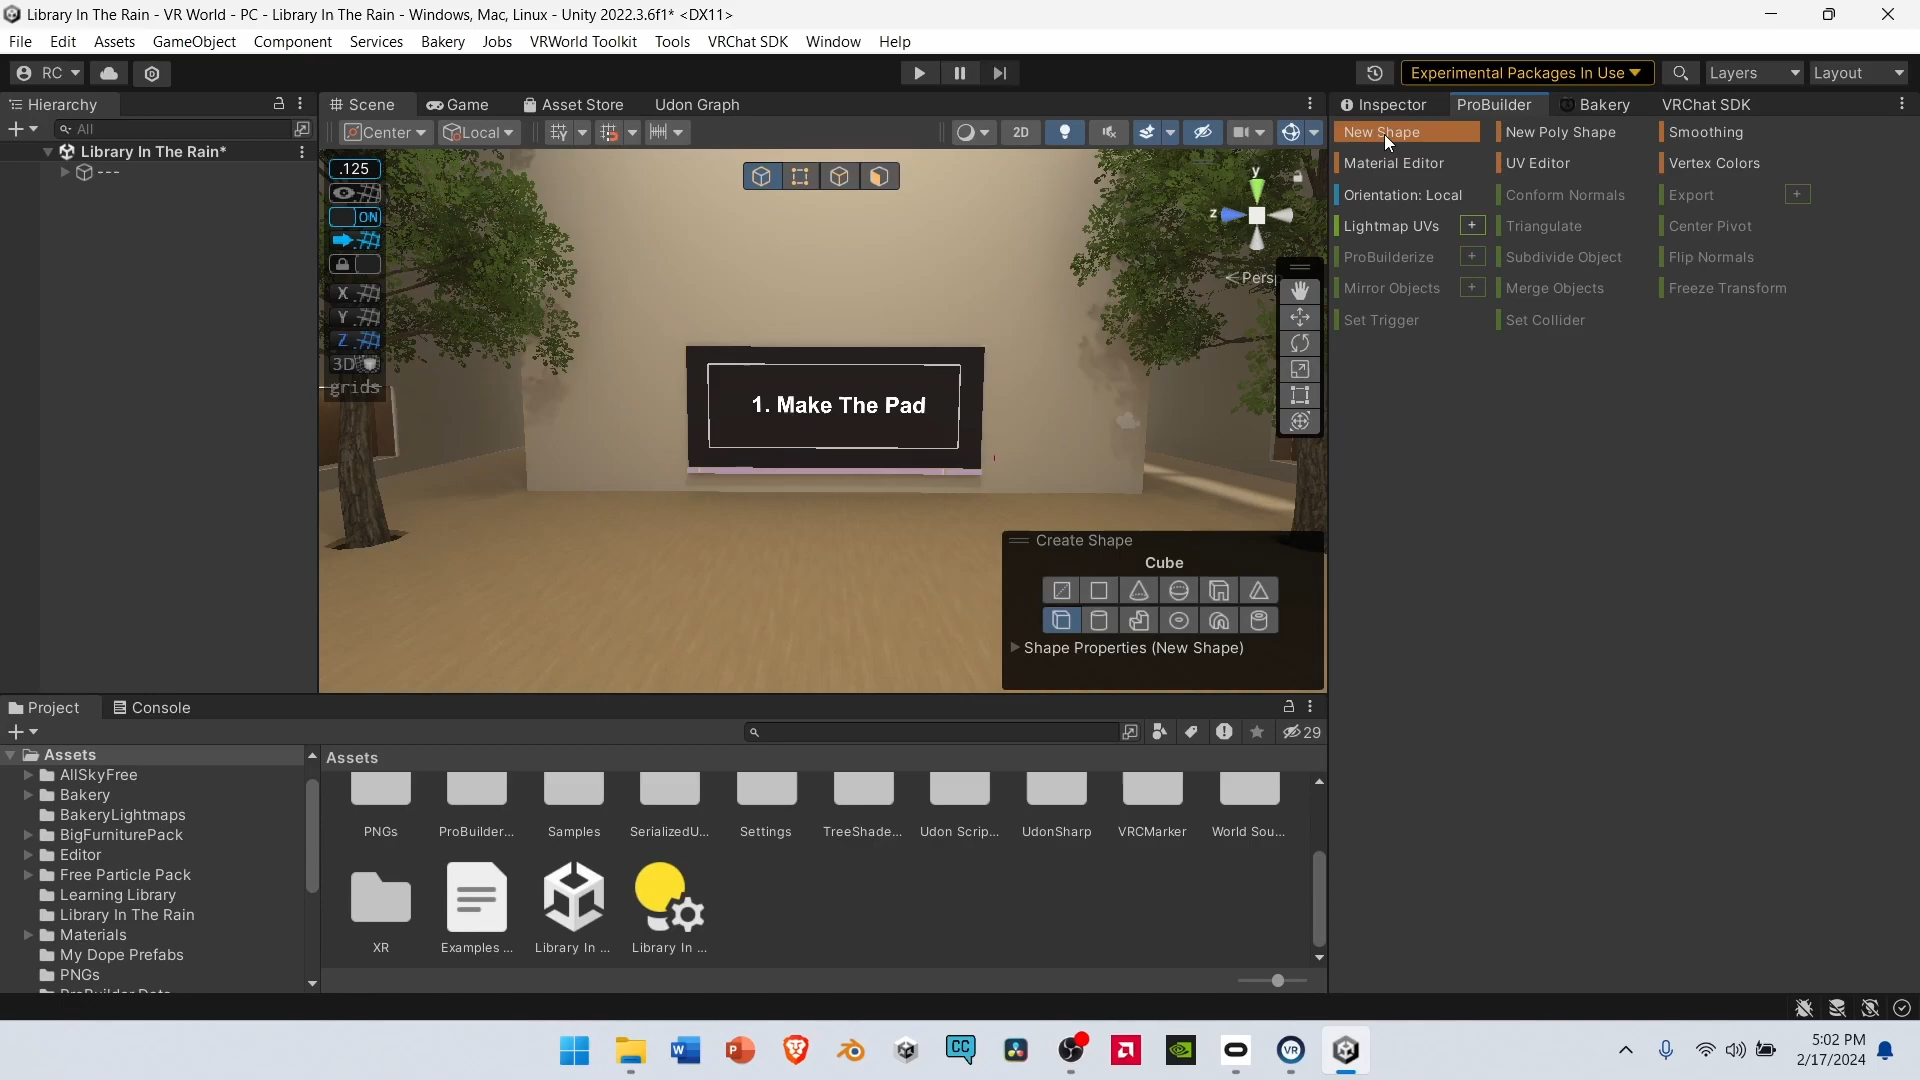 Library In The Rain - VR World - PC - Library In The Rain - Windows, Mac, Linux - Unity 2022.3.6f1* <DX11>
File Edit Assets GameObject Component Services Bakery Jobs VRWorld Toolkit Tools VRChat SDK Window Help
RC Experimental Packages In Use Layers Layout
Hierarchy Scene Game Asset Store Udon Graph Inspector ProBuilder Bakery VRChat SDK
All Center Local 2D New Shape New Poly Shape Smoothing
Library In The Rain*
---
.125
ON
X
Y
Z
3D
grids
y
z
Persp
1. Make The Pad
Material Editor UV Editor Vertex Colors
Orientation: Local Conform Normals Export +
Lightmap UVs + Triangulate Center Pivot
ProBuilderize + Subdivide Object Flip Normals
Mirror Objects + Merge Objects Freeze Transform
Set Trigger Set Collider
Create Shape
Cube
Shape Properties (New Shape)
Project Console
29
Assets
AllSkyFree
Bakery
BakeryLightmaps
BigFurniturePack
Editor
Free Particle Pack
Learning Library
Library In The Rain
Materials
My Dope Prefabs
PNGs
Assets
PNGs ProBuilder... Samples SerializedU... Settings TreeShade... Udon Scrip... UdonSharp VRCMarker World Sou...
XR Examples ... Library In ... Library In ...
CC
VR
5:02 PM
2/17/2024